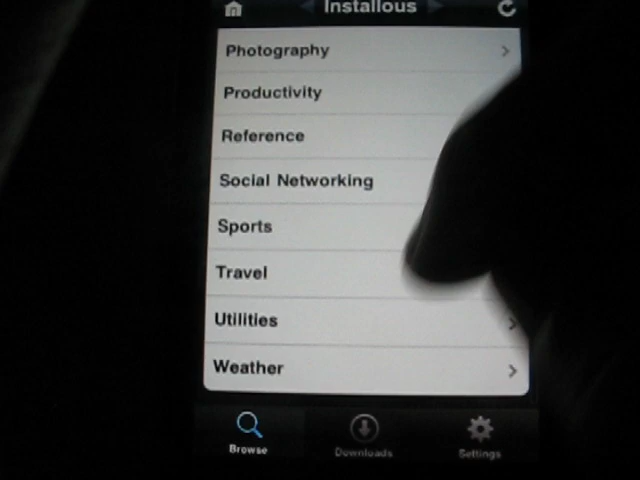 Installous
Photography
Productivity
Reference
Social Networking
Sports
Travel
Utilities
Weather
Browse
Downloads
Settings